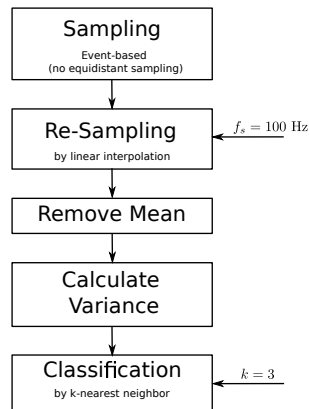 Sampling
Event-based
(no equidistant sampling)
Re-Sampling
by linear interpolation
f_s = 100 Hz
Remove Mean
Calculate
Variance
Classification
by k-nearest neighbor
k = 3